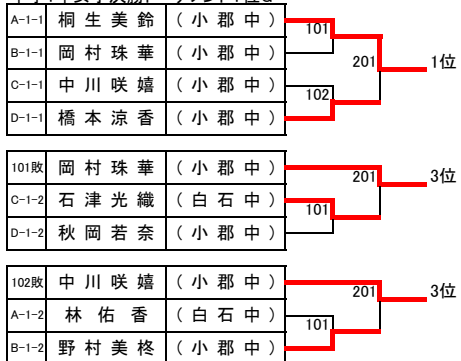 A-1-1 桐生美鈴 （小郡中）
101
B-1-1 岡村珠華 （小郡中）
201 1位
C-1-1 中川咲嬉 （小郡中）
102
D-1-1 橋本涼香 （小郡中）
101敗 岡村珠華 （小郡中）
201 3位
C-1-2 石津光織 （白石中）
101
D-1-2 秋岡若奈 （小郡中）
102敗 中川咲嬉 （小郡中）
201 3位
A-1-2 林佑香 （白石中）
101
B-1-2 野村美柊 （小郡中）